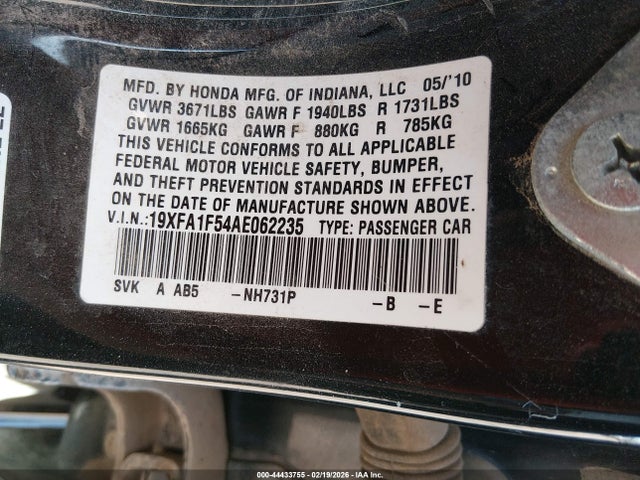 MFD. BY HONDA MFG. OF INDIANA, LLC 05/'10
GVWR 3671LBS GAWR F 1940LBS R 1731LBS
GVWR 1665KG GAWR F 880KG R 785KG
THIS VEHICLE CONFORMS TO ALL APPLICABLE
FEDERAL MOTOR VEHICLE SAFETY, BUMPER,
AND THEFT PREVENTION STANDARDS IN EFFECT
ON THE DATE OF MANUFACTURE SHOWN ABOVE.
V.I.N.:19XFA1F54AE062235 TYPE: PASSENGER CAR
SVK A AB5 -NH731P -B -E
000-44433755 - 02/19/2026 - IAA Inc.